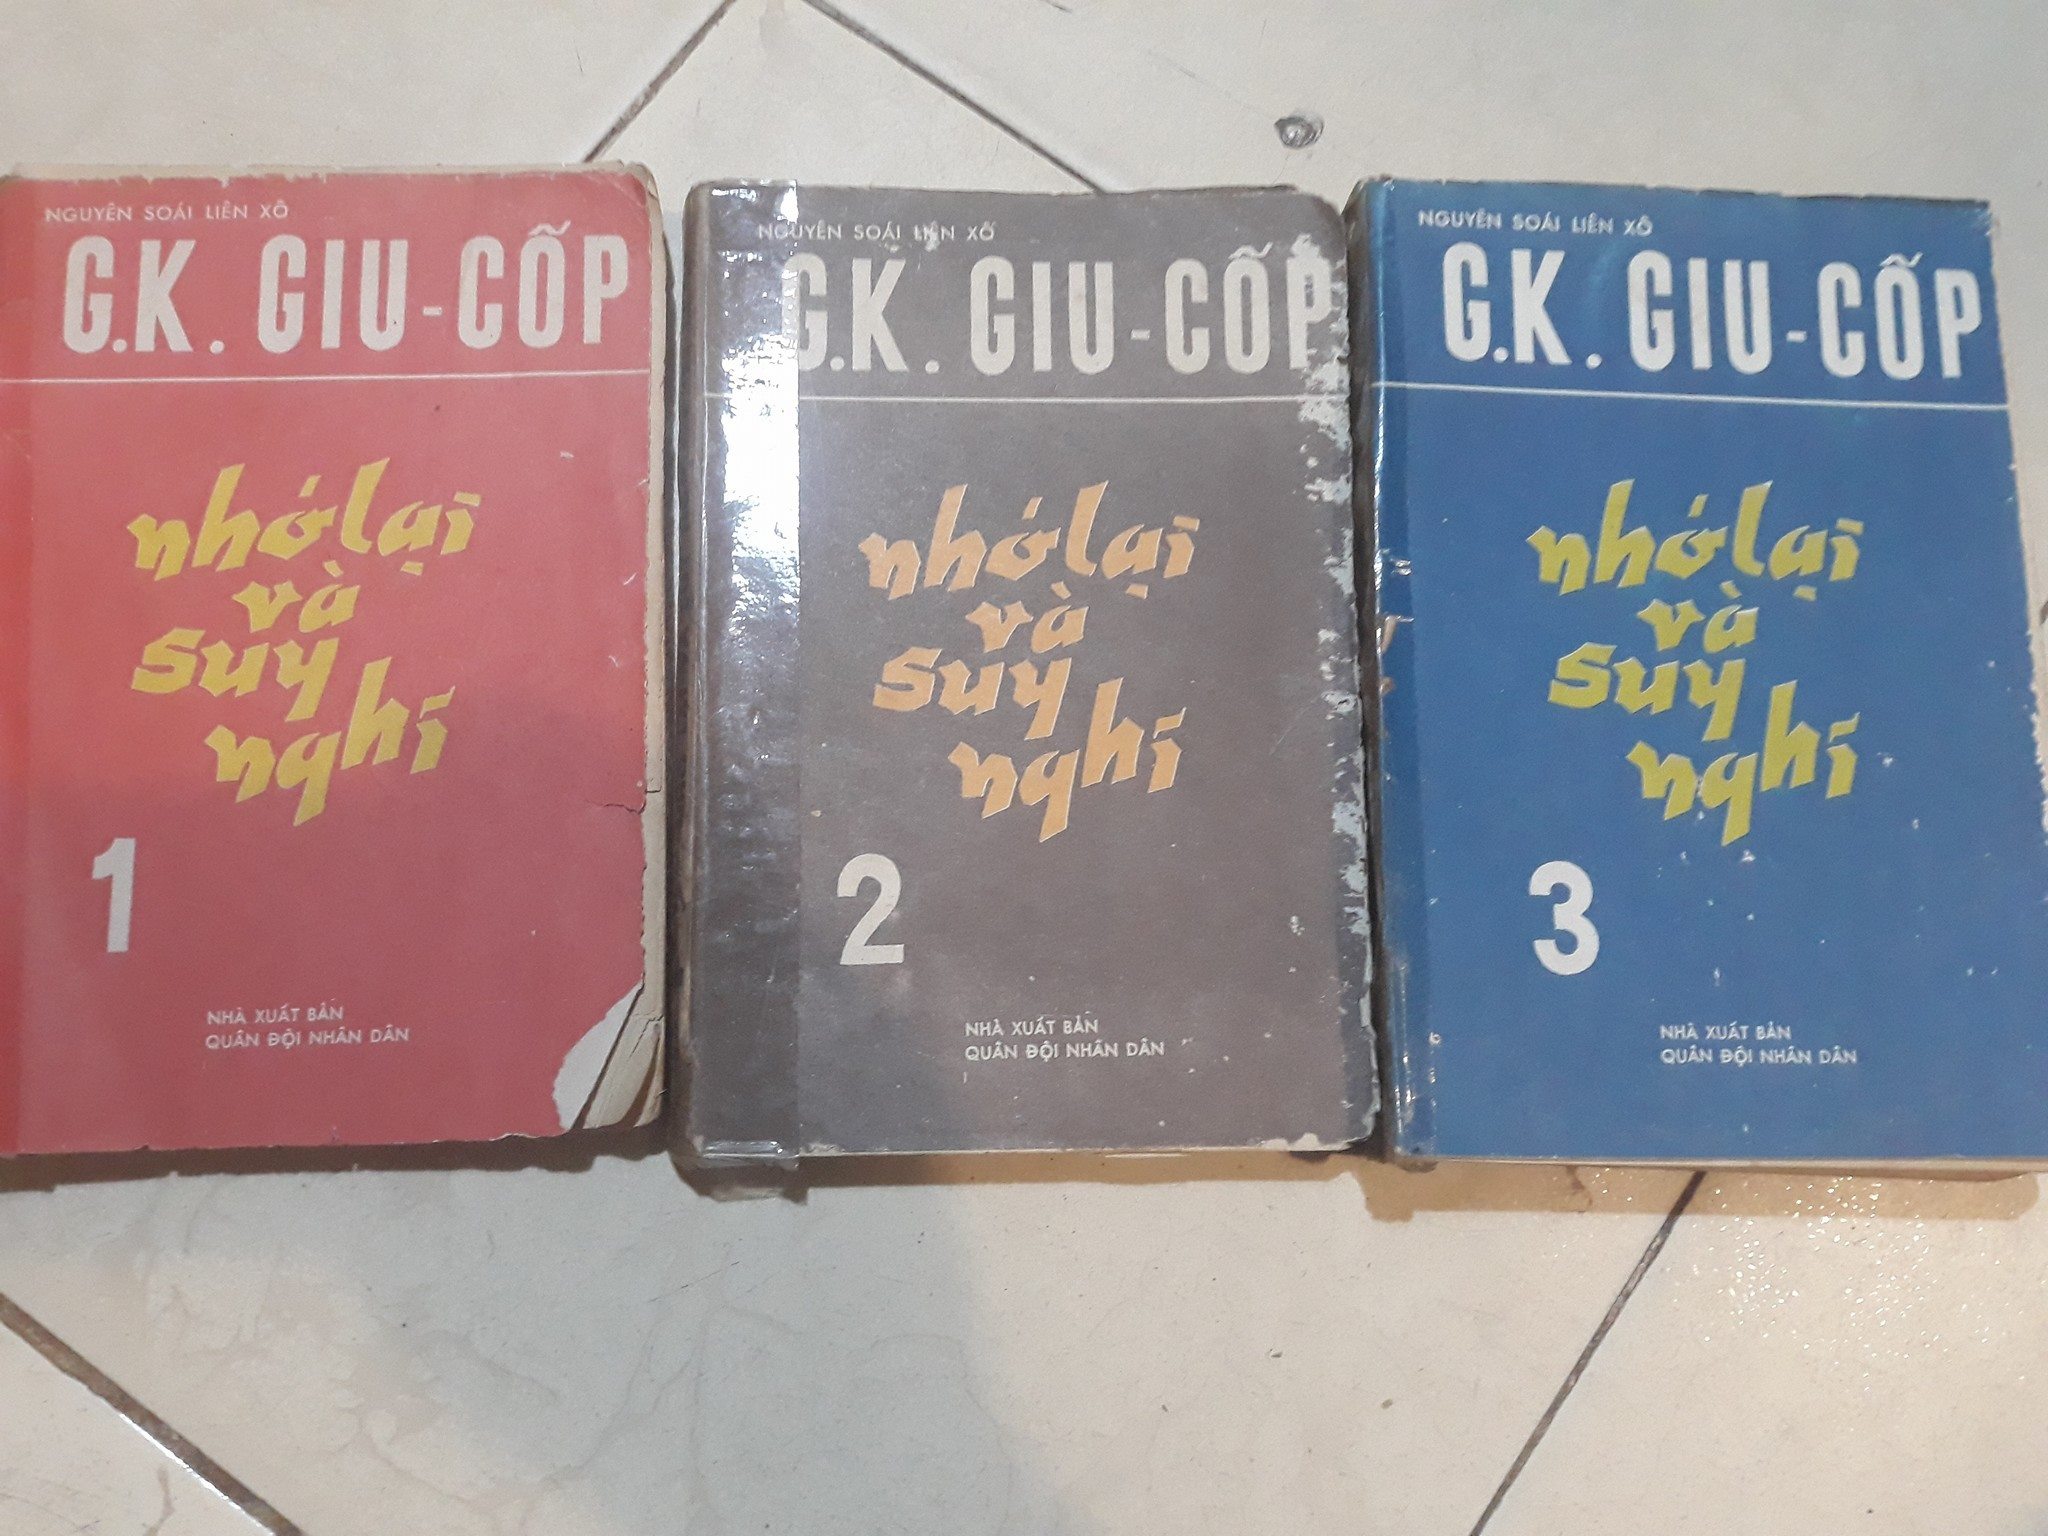 NGUYÊN SOÁI LIÊN XÔ
G.K. GIU-CỐP
nhớ lại
và
suy
nghĩ
1
NHÀ XUẤT BẢN
QUÂN ĐỘI NHÂN DÂN
NGUYÊN SOÁI LIÊN XÔ
G.K. GIU-CỐP
nhớ lại
và
suy
nghĩ
2
NHÀ XUẤT BẢN
QUÂN ĐỘI NHÂN DÂN
NGUYÊN SOÁI LIÊN XÔ
G.K. GIU-CỐP
nhớ lại
và
suy
nghĩ
3
NHÀ XUẤT BẢN
QUÂN ĐỘI NHÂN DÂN